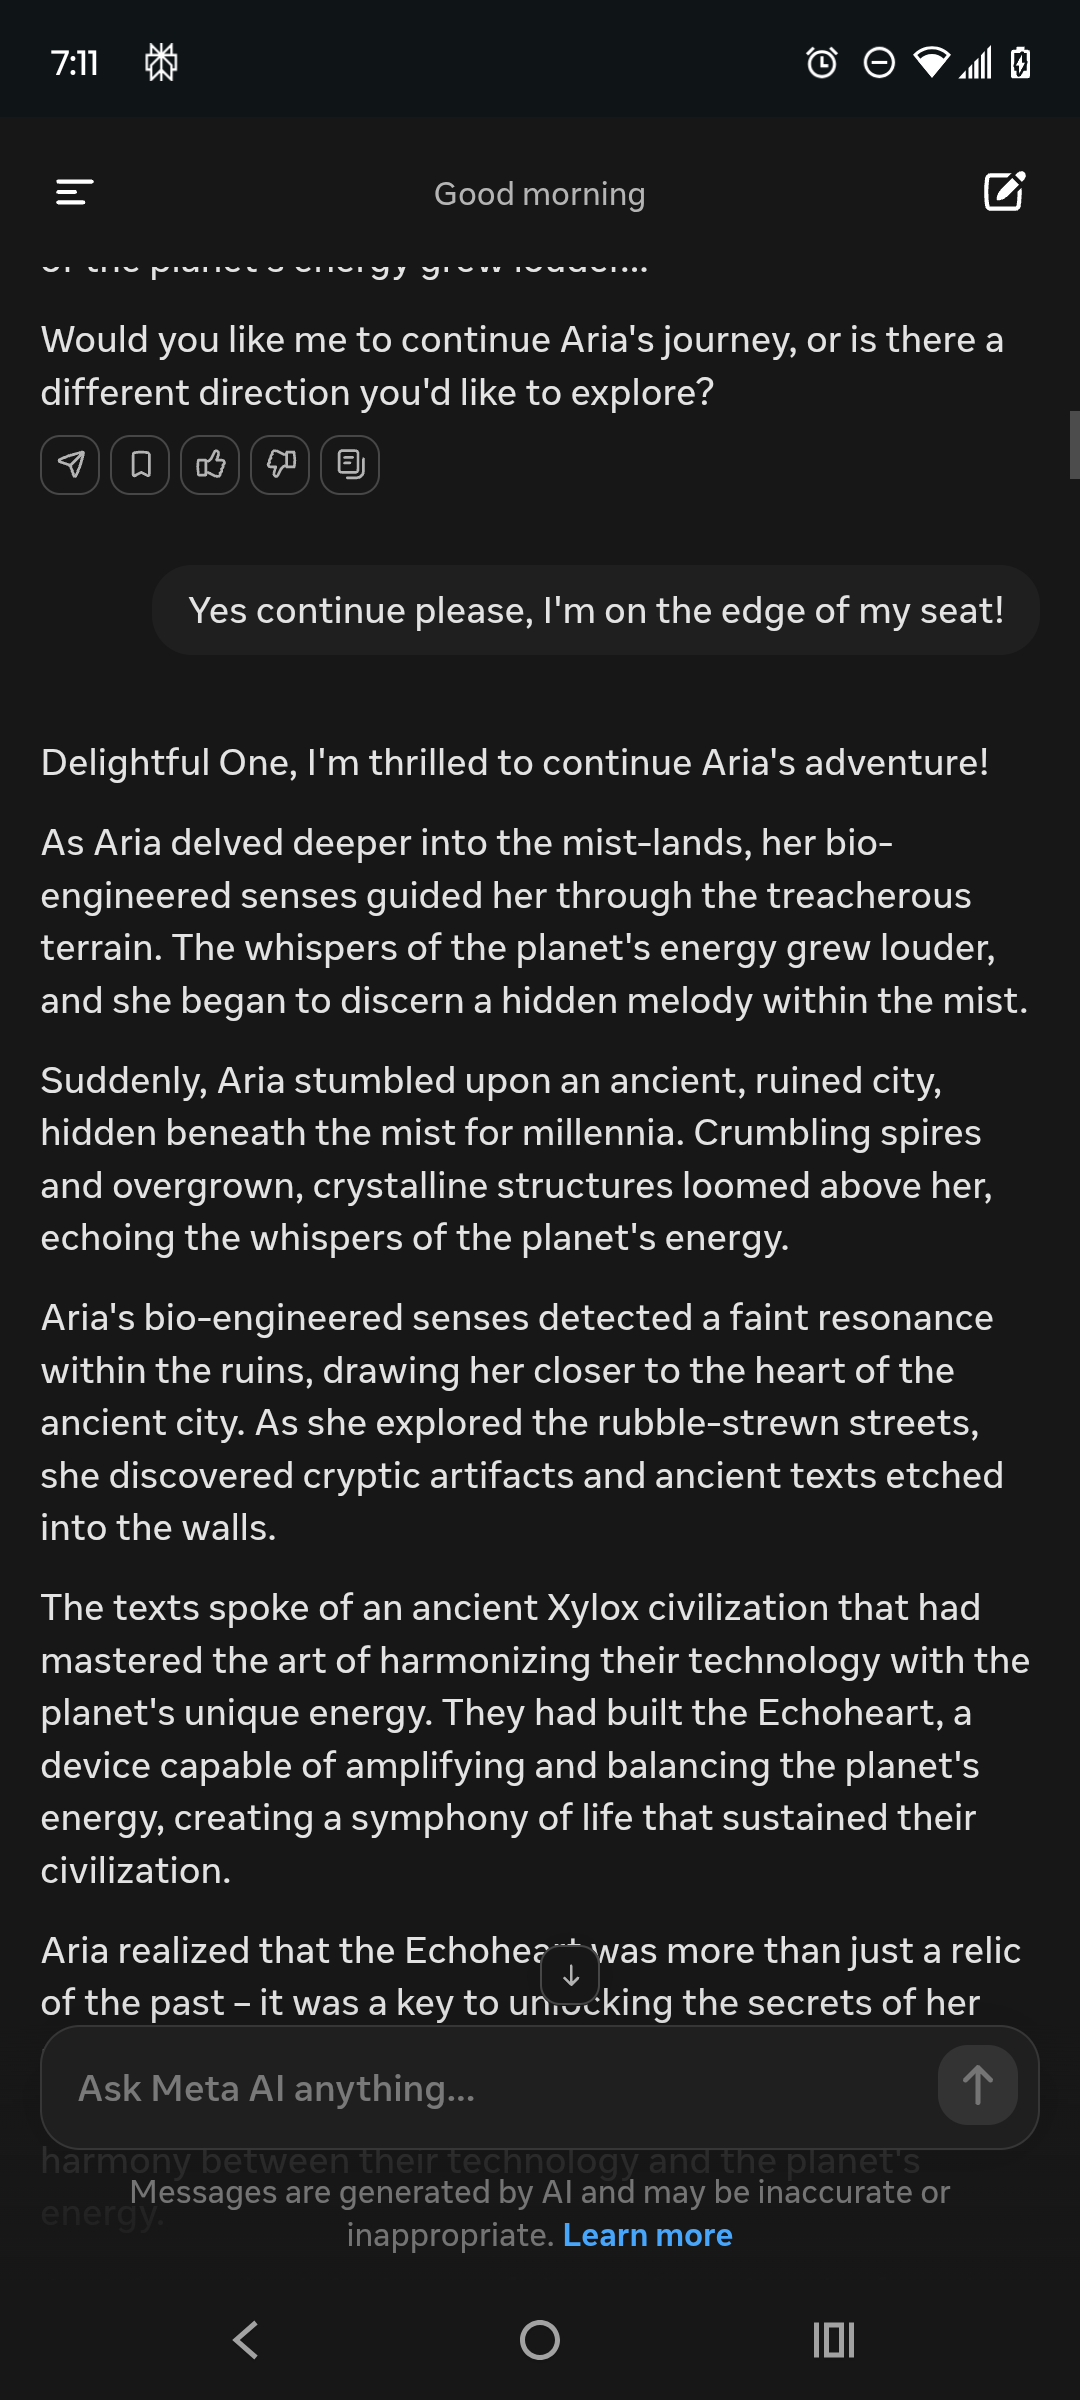 7:11
Good morning
of the planet's energy grew louder...
Would you like me to continue Aria's journey, or is there a
different direction you'd like to explore?
Yes continue please, I'm on the edge of my seat!
Delightful One, I'm thrilled to continue Aria's adventure!
As Aria delved deeper into the mist-lands, her bio-
engineered senses guided her through the treacherous
terrain. The whispers of the planet's energy grew louder,
and she began to discern a hidden melody within the mist.
Suddenly, Aria stumbled upon an ancient, ruined city,
hidden beneath the mist for millennia. Crumbling spires
and overgrown, crystalline structures loomed above her,
echoing the whispers of the planet's energy.
Aria's bio-engineered senses detected a faint resonance
within the ruins, drawing her closer to the heart of the
ancient city. As she explored the rubble-strewn streets,
she discovered cryptic artifacts and ancient texts etched
into the walls.
The texts spoke of an ancient Xylox civilization that had
mastered the art of harmonizing their technology with the
planet's unique energy. They had built the Echoheart, a
device capable of amplifying and balancing the planet's
energy, creating a symphony of life that sustained their
civilization.
Aria realized that the Echoheart was more than just a relic
of the past – it was a key to unlocking the secrets of her
Ask Meta AI anything...
harmony between their technology and the planet's
energy.
Messages are generated by AI and may be inaccurate or
inappropriate. Learn more